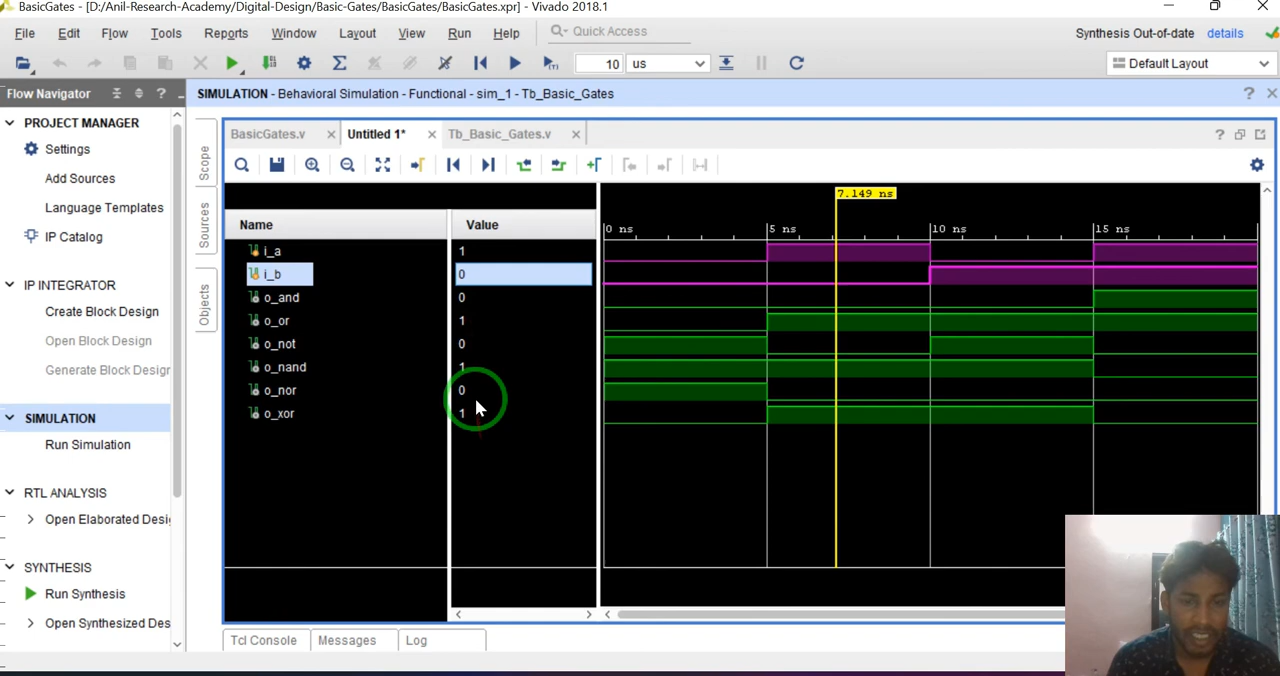 BasicGates - [D:/Anil-Research-Academy/Digital-Design/Basic-Gates/BasicGates/BasicGates.xpr] - Vivado 2018.1
File Edit Flow Tools Reports Window Layout View Run Help Quick Access Synthesis Out-of-date details
10 us Default Layout
Flow Navigator SIMULATION - Behavioral Simulation - Functional - sim_1 - Tb_Basic_Gates
PROJECT MANAGER
Settings
Add Sources
Language Templates
IP Catalog
IP INTEGRATOR
Create Block Design
Open Block Design
Generate Block Desigr
SIMULATION
Run Simulation
RTL ANALYSIS
Open Elaborated Desi
SYNTHESIS
Run Synthesis
Open Synthesized Des
Scope
Sources
Objects
BasicGates.v Untitled 1* Tb_Basic_Gates.v
7.149 ns
Name Value 0 ns 5 ns 10 ns 15 ns
i_a 1
i_b 0
o_and 0
o_or 1
o_not 0
o_nand 1
o_nor 0
o_xor 1
Tcl Console Messages Log